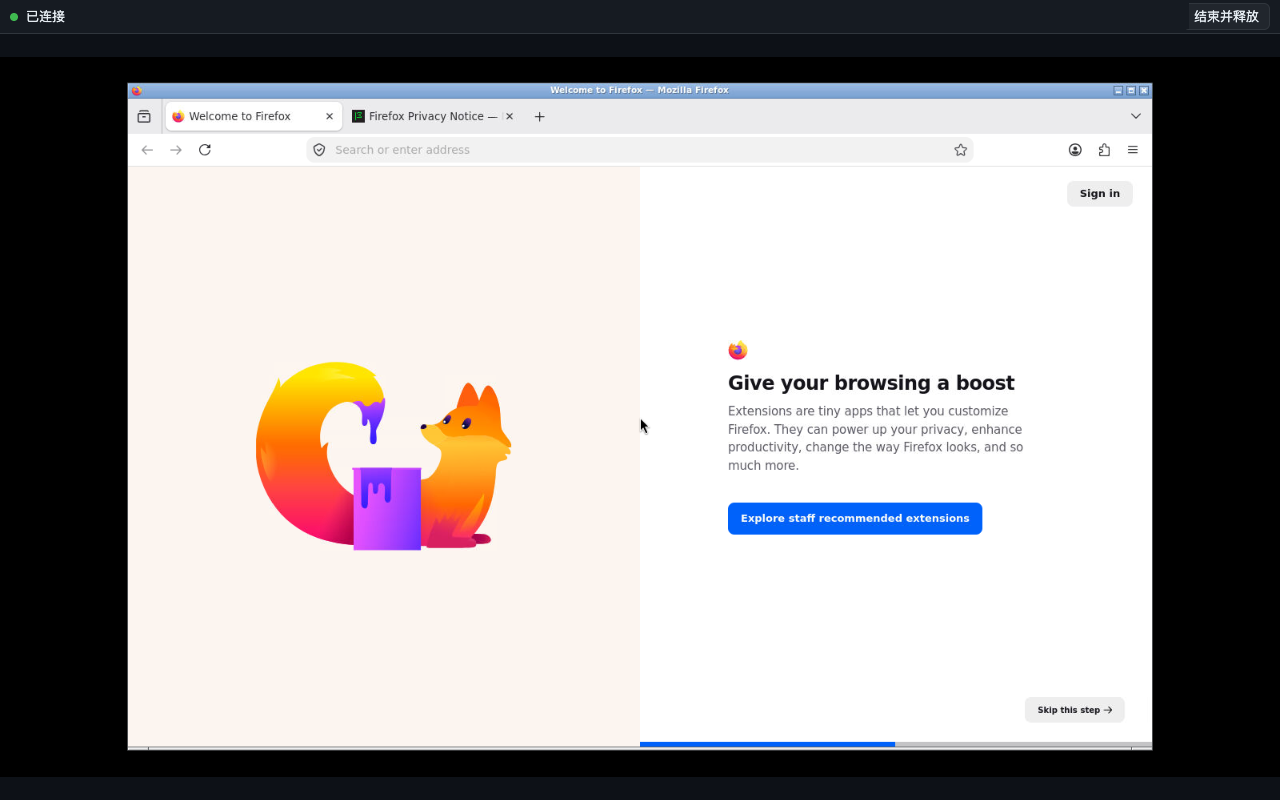 已连接
结束并释放
Welcome to Firefox — Mozilla Firefox
Welcome to Firefox
Firefox Privacy Notice —
Search or enter address
Sign in
Give your browsing a boost
Extensions are tiny apps that let you customize
Firefox. They can power up your privacy, enhance
productivity, change the way Firefox looks, and so
much more.
Explore staff recommended extensions
Skip this step →